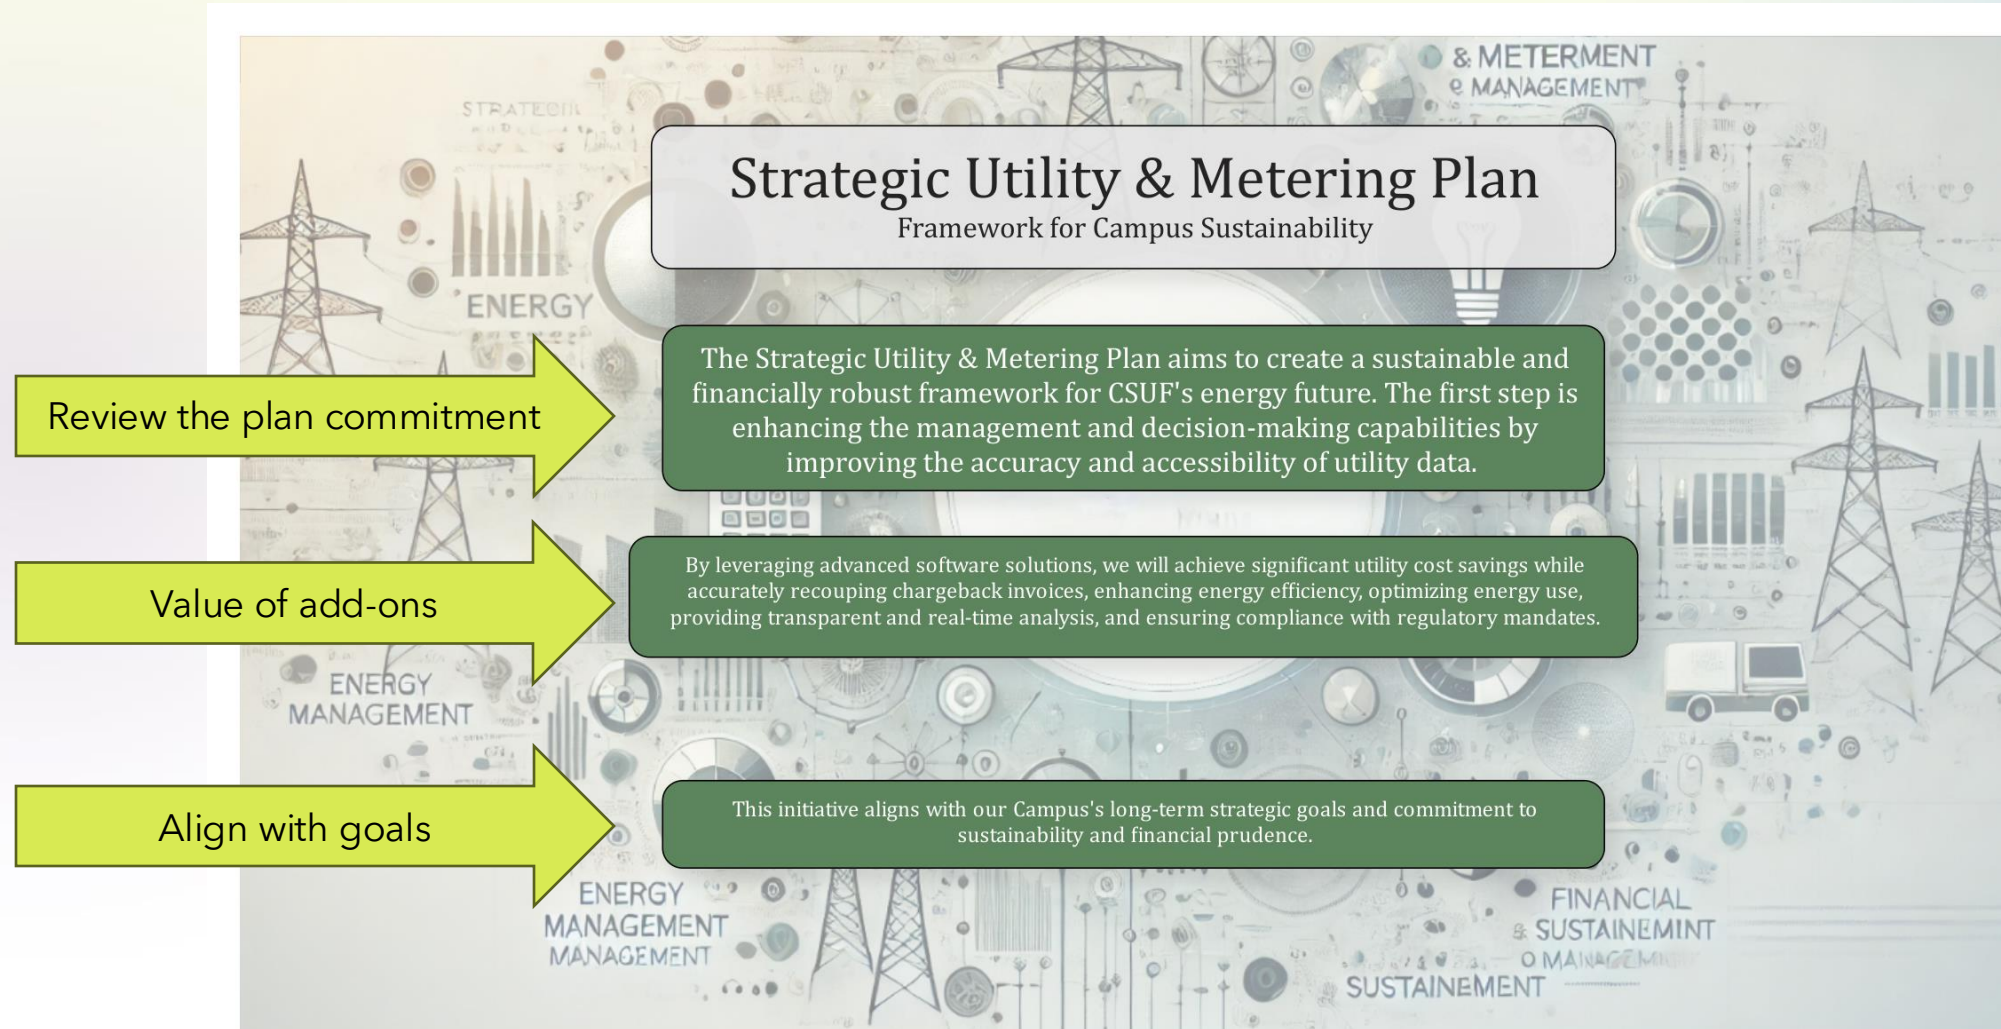 & METERMENT
e MANAGEMENT
STRATEGIIL
Strategic Utility & Metering Plan
Framework for Campus Sustainability
ENERGY
Review the plan commitment
The Strategic Utility & Metering Plan aims to create a sustainable and
financially robust framework for CSUF's energy future. The first step is
enhancing the management and decision-making capabilities by
improving the accuracy and accessibility of utility data.
Value of add-ons
By leveraging advanced software solutions, we will achieve significant utility cost savings while
accurately recouping chargeback invoices, enhancing energy efficiency, optimizing energy use,
providing transparent and real-time analysis, and ensuring compliance with regulatory mandates.
ENERGY
MANAGEMENT
Align with goals
This initiative aligns with our Campus's long-term strategic goals and commitment to
sustainability and financial prudence.
ENERGY
MANAGEMENT
MANAGEMENT
FINANCIAL
& SUSTAINEMINT
SUSTAINEMENT